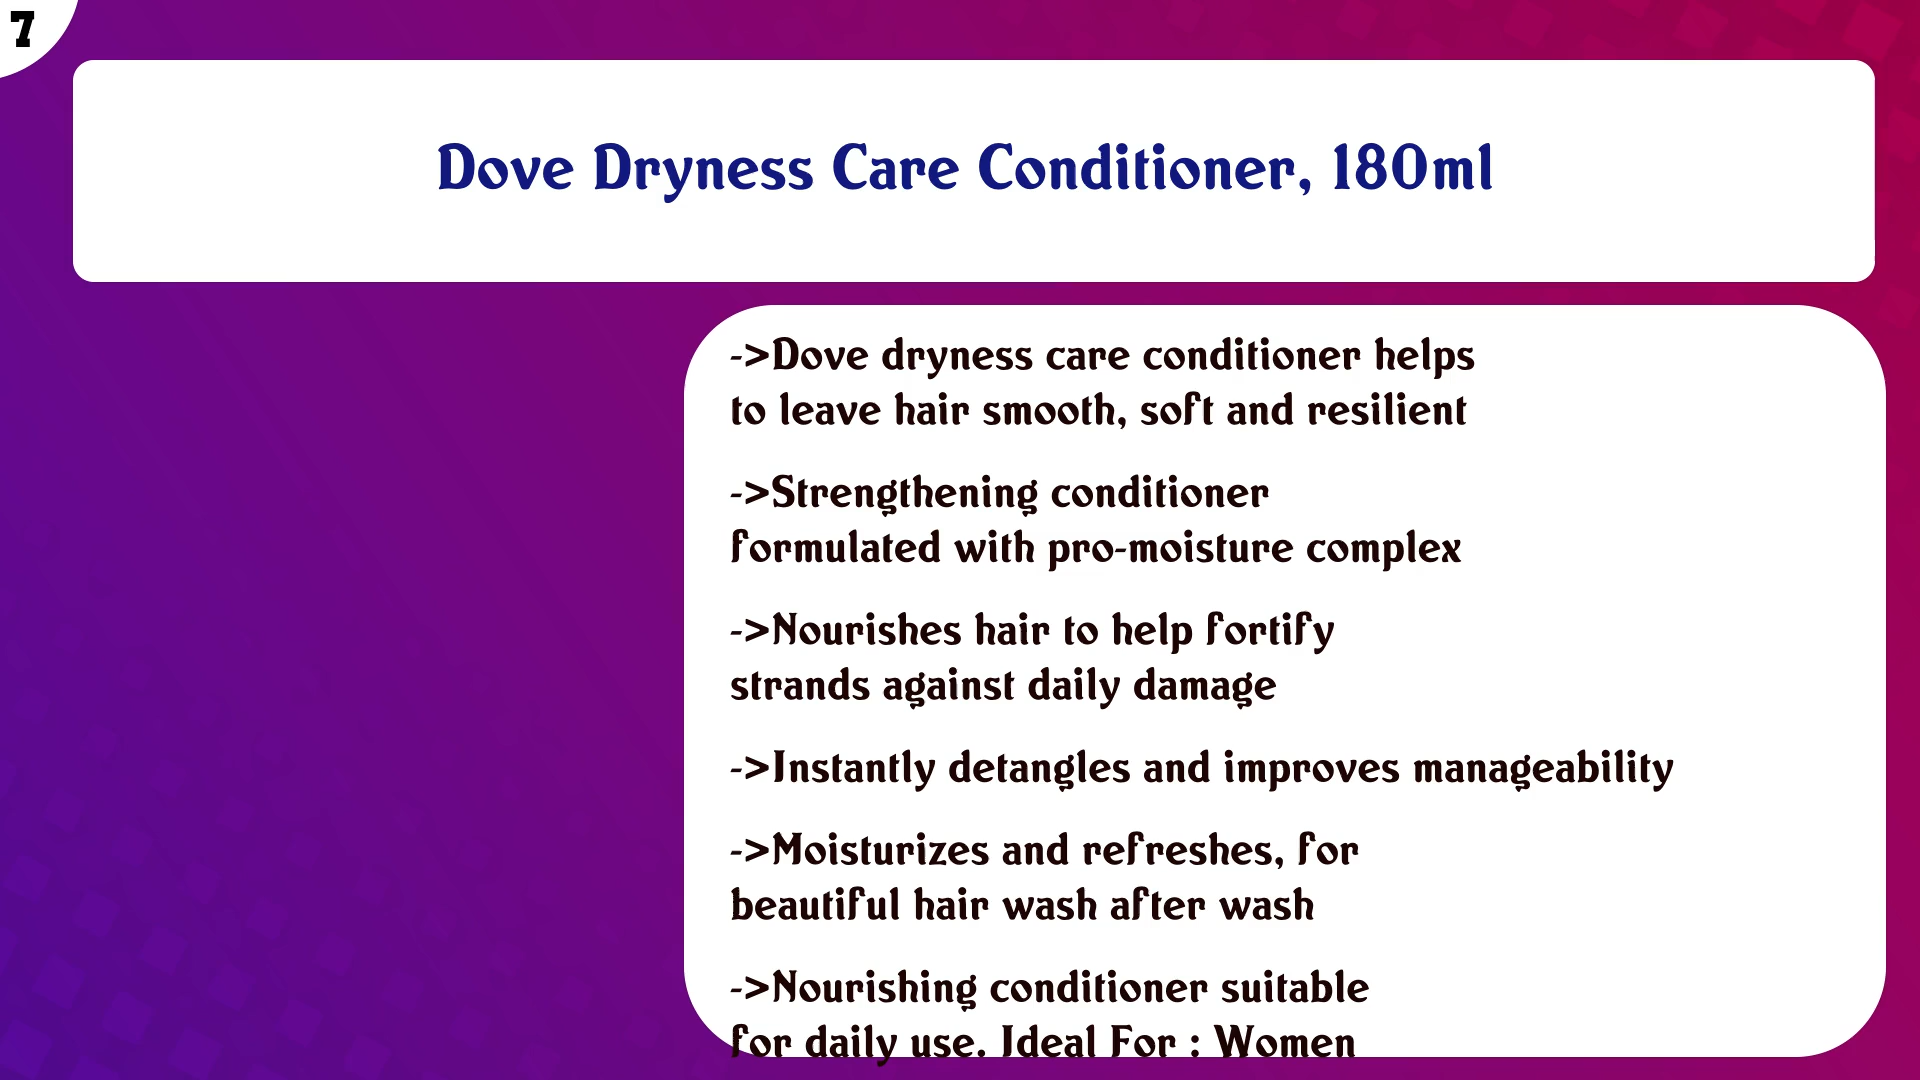 7
Dove Dryness Care Conditioner, 180ml
->Dove dryness care conditioner helps
to leave hair smooth, soft and resilient
->Strengthening conditioner
formulated with pro-moisture complex
->Nourishes hair to help fortify
strands against daily damage
->Instantly detangles and improves manageability
->Moisturizes and refreshes, for
beautiful hair wash after wash
->Nourishing conditioner suitable
for daily use. Ideal For : Women